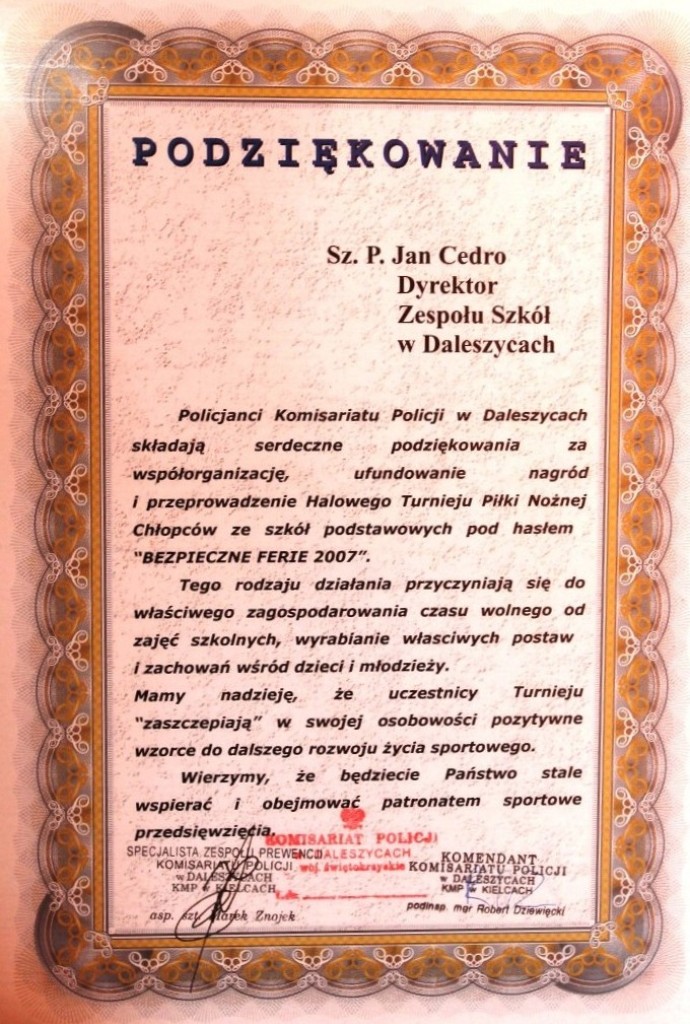 PODZIĘKOWANIE
Sz. P. Jan Cedro
Dyrektor
Zespołu Szkół
w Daleszycach
Policjanci Komisariatu Policji w Daleszycach
składają serdeczne podziękowania za
współorganizację, ufundowanie nagród
i przeprowadzenie Halowego Turnieju Piłki Nożnej
Chłopców ze szkół podstawowych pod hasłem
“BEZPIECZNE FERIE 2007”.
Tego rodzaju działania przyczyniają się do
właściwego zagospodarowania czasu wolnego od
zajęć szkolnych, wyrabianie własciwych postaw
i zachowań wśród dzieci i młodzieży.
Mamy nadzieję, że uczestnicy Turnieju
“zaszczepiają” w swojej osobowości pozytywne
wzorce do dalszego rozwoju życia sportowego.
Wierzymy, że będziecie Państwo stale
wspierać i obejmować patronatem sportowe
przedsięwzięcia.
KOMISARIAT POLICJI
w DALESZYCACH
woj. świętokrzyskie
SPECJALISTA ZESPOŁU PREWENCJI
KOMISARIATU POLICJI
w DALESZYCACH
KMP w KIELCACH
asp. szt. Marek Znojek
KOMENDANT
KOMISARIATU POLICJI
w DALESZYCACH
KMP w KIELCACH
podinsp. mgr Robert Dziewięcki